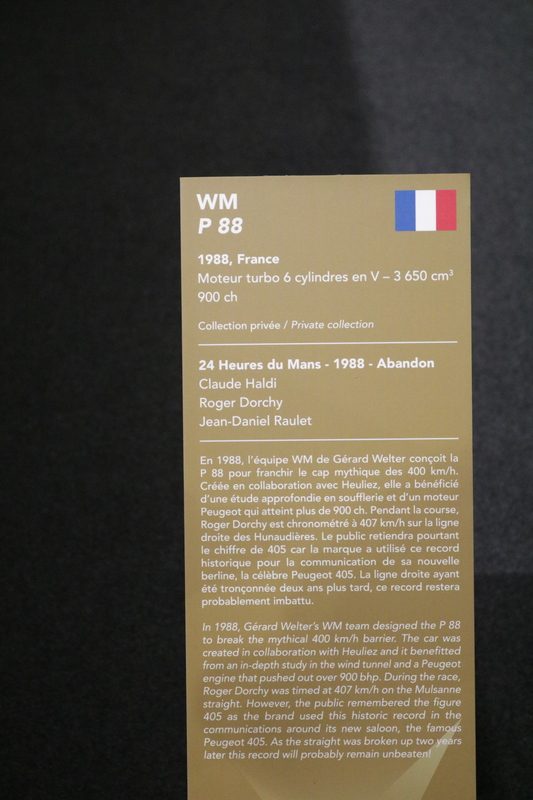 WM
P 88
1988, France
Moteur turbo 6 cylindres en V – 3 650 cm³
900 ch
Collection privée / Private collection
24 Heures du Mans - 1988 - Abandon
Claude Haldi
Roger Dorchy
Jean-Daniel Raulet
En 1988, l'équipe WM de Gérard Welter conçoit la
P 88 pour franchir le cap mythique des 400 km/h.
Créée en collaboration avec Heuliez, elle a bénéficié
d'une étude approfondie en soufflerie et d'un moteur
Peugeot qui atteint plus de 900 ch. Pendant la course,
Roger Dorchy est chronométré à 407 km/h sur la ligne
droite des Hunaudières. Le public retiendra pourtant
le chiffre de 405 car la marque a utilisé ce record
historique pour la communication de sa nouvelle
berline, la célèbre Peugeot 405. La ligne droite ayant
été tronçonnée deux ans plus tard, ce record restera
probablement imbattu.
In 1988, Gérard Welter's WM team designed the P 88
to break the mythical 400 km/h barrier. The car was
created in collaboration with Heuliez and it benefitted
from an in-depth study in the wind tunnel and a Peugeot
engine that pushed out over 900 bhp. During the race,
Roger Dorchy was timed at 407 km/h on the Mulsanne
straight. However, the public remembered the figure
405 as the brand used this historic record in the
communications around its new saloon, the famous
Peugeot 405. As the straight was broken up two years
later this record will probably remain unbeaten!